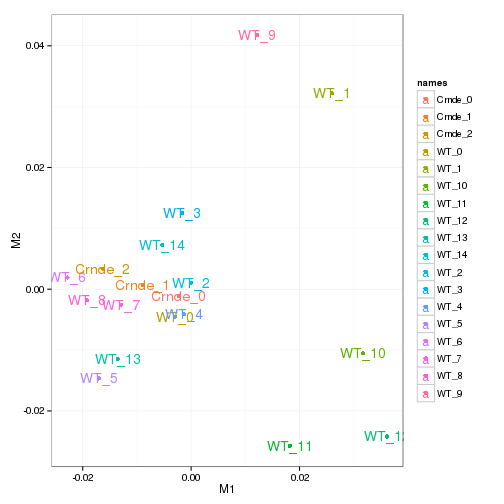 WT_9
0.04
WT_1
0.02
WT_3
WT_14
M2
Crnde_2
WT_6
Crnde_1
WT_2
0.00
WT_8
WT_7
Crnde_0
WT_0
WT_4
WT_13
WT_10
WT_5
-0.02
WT_11
WT_12
-0.02
0.00
0.02
M1
names
a Crnde_0
a Crnde_1
a Crnde_2
a WT_0
a WT_1
a WT_10
a WT_11
a WT_12
a WT_13
a WT_14
a WT_2
a WT_3
a WT_4
a WT_5
a WT_6
a WT_7
a WT_8
a WT_9